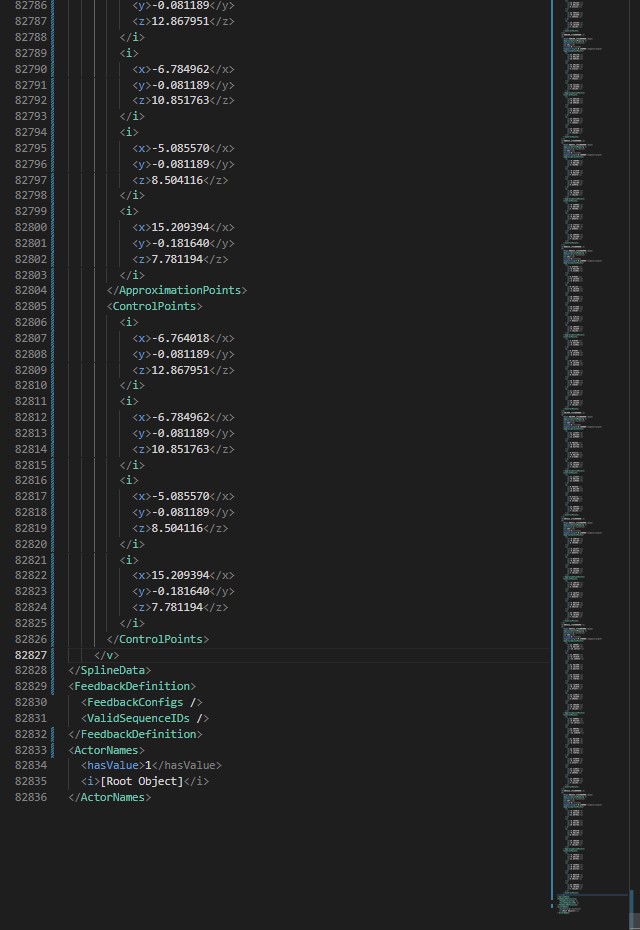 82786 <y>-0.081189</y>
82787 <z>12.867951</z>
82788 </i>
82789 <i>
82790 <x>-6.784962</x>
82791 <y>-0.081189</y>
82792 <z>10.851763</z>
82793 </i>
82794 <i>
82795 <x>-5.085570</x>
82796 <y>-0.081189</y>
82797 <z>8.504116</z>
82798 </i>
82799 <i>
82800 <x>15.209394</x>
82801 <y>-0.181640</y>
82802 <z>7.781194</z>
82803 </i>
82804 </ApproximationPoints>
82805 <ControlPoints>
82806 <i>
82807 <x>-6.764018</x>
82808 <y>-0.081189</y>
82809 <z>12.867951</z>
82810 </i>
82811 <i>
82812 <x>-6.784962</x>
82813 <y>-0.081189</y>
82814 <z>10.851763</z>
82815 </i>
82816 <i>
82817 <x>-5.085570</x>
82818 <y>-0.081189</y>
82819 <z>8.504116</z>
82820 </i>
82821 <i>
82822 <x>15.209394</x>
82823 <y>-0.181640</y>
82824 <z>7.781194</z>
82825 </i>
82826 </ControlPoints>
82827 </v>
82828 </SplineData>
82829 <FeedbackDefinition>
82830 <FeedbackConfigs />
82831 <ValidSequenceIDs />
82832 </FeedbackDefinition>
82833 <ActorNames>
82834 <hasValue>1</hasValue>
82835 <i>[Root Object]</i>
82836 </ActorNames>